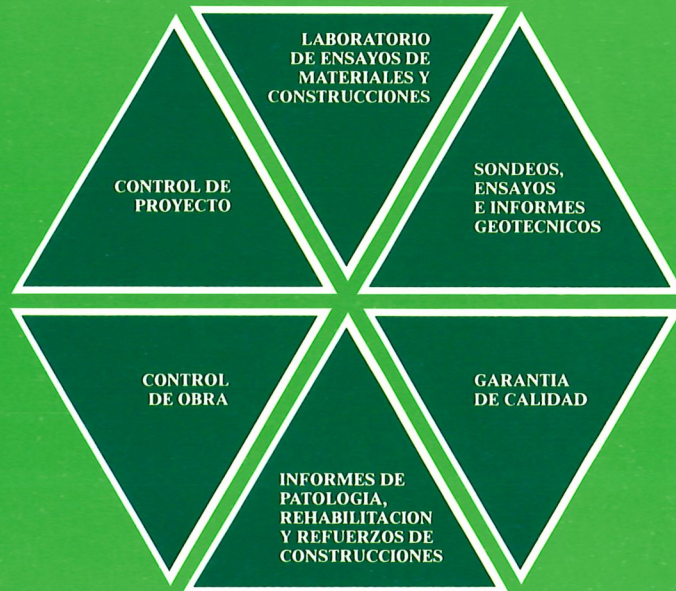 LABORATORIO
DE ENSAYOS DE
MATERIALES Y
CONSTRUCCIONES
CONTROL DE
PROYECTO
SONDEOS,
ENSAYOS
E INFORMES
GEOTECNICOS
CONTROL
DE OBRA
GARANTIA
DE CALIDAD
INFORMES DE
PATOLOGIA,
REHABILITACION
Y REFUERZOS DE
CONSTRUCCIONES